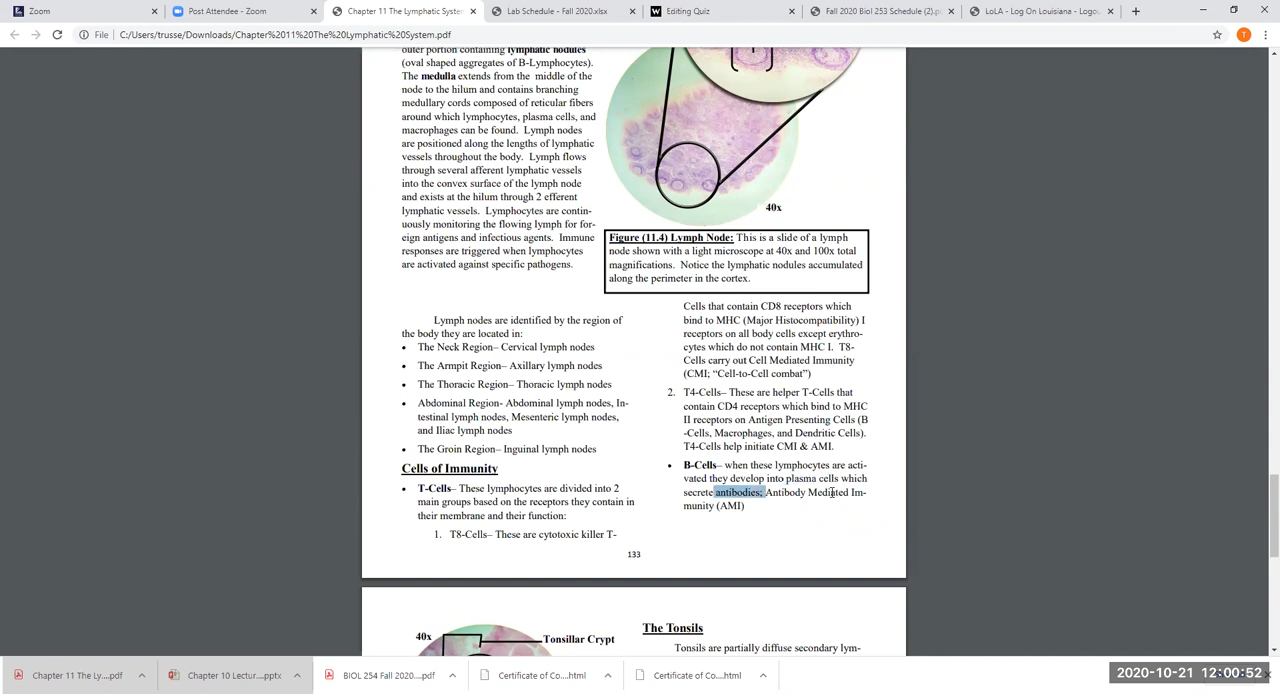 Zoom
Post Attendee - Zoom
Chapter 11 The Lymphatic System
Lab Schedule - Fall 2020.xlsx
Editing Quiz
Fall 2020 Biol 253 Schedule (2).p
LoLA - Log On Louisiana - Logou
File | C:/Users/trusse/Downloads/Chapter%2011%20The%20Lymphatic%20System.pdf
T
outer portion containing lymphatic nodules
(oval shaped aggregates of B-Lymphocytes).
The medulla extends from the middle of the
node to the hilum and contains branching
medullary cords composed of reticular fibers
around which lymphocytes, plasma cells, and
macrophages can be found. Lymph nodes
are positioned along the lengths of lymphatic
vessels throughout the body. Lymph flows
through several afferent lymphatic vessels
into the convex surface of the lymph node
and exists at the hilum through 2 efferent
lymphatic vessels. Lymphocytes are contin-
uously monitoring the flowing lymph for for-
eign antigens and infectious agents. Immune
responses are triggered when lymphocytes
are activated against specific pathogens.
40x
Figure (11.4) Lymph Node: This is a slide of a lymph
node shown with a light microscope at 40x and 100x total
magnifications. Notice the lymphatic nodules accumulated
along the perimeter in the cortex.
Lymph nodes are identified by the region of
the body they are located in:
• The Neck Region– Cervical lymph nodes
• The Armpit Region– Axillary lymph nodes
• The Thoracic Region– Thoracic lymph nodes
• Abdominal Region- Abdominal lymph nodes, In-
testinal lymph nodes, Mesenteric lymph nodes,
and Iliac lymph nodes
• The Groin Region– Inguinal lymph nodes
Cells of Immunity
• T-Cells– These lymphocytes are divided into 2
main groups based on the receptors they contain in
their membrane and their function:
1. T8-Cells– These are cytotoxic killer T-
Cells that contain CD8 receptors which
bind to MHC (Major Histocompatibility) I
receptors on all body cells except erythro-
cytes which do not contain MHC I. T8-
Cells carry out Cell Mediated Immunity
(CMI; “Cell-to-Cell combat”)
2. T4-Cells– These are helper T-Cells that
contain CD4 receptors which bind to MHC
II receptors on Antigen Presenting Cells (B
-Cells, Macrophages, and Dendritic Cells).
T4-Cells help initiate CMI & AMI.
• B-Cells– when these lymphocytes are acti-
vated they develop into plasma cells which
secrete antibodies; Antibody Mediated Im-
munity (AMI)
133
40x
Tonsillar Crypt
The Tonsils
Tonsils are partially diffuse secondary lym-
Chapter 11 The Ly....pdf
Chapter 10 Lectur....pptx
BIOL 254 Fall 2020....pdf
Certificate of Co....html
Certificate of Co....html
2020-10-21 12:00:52